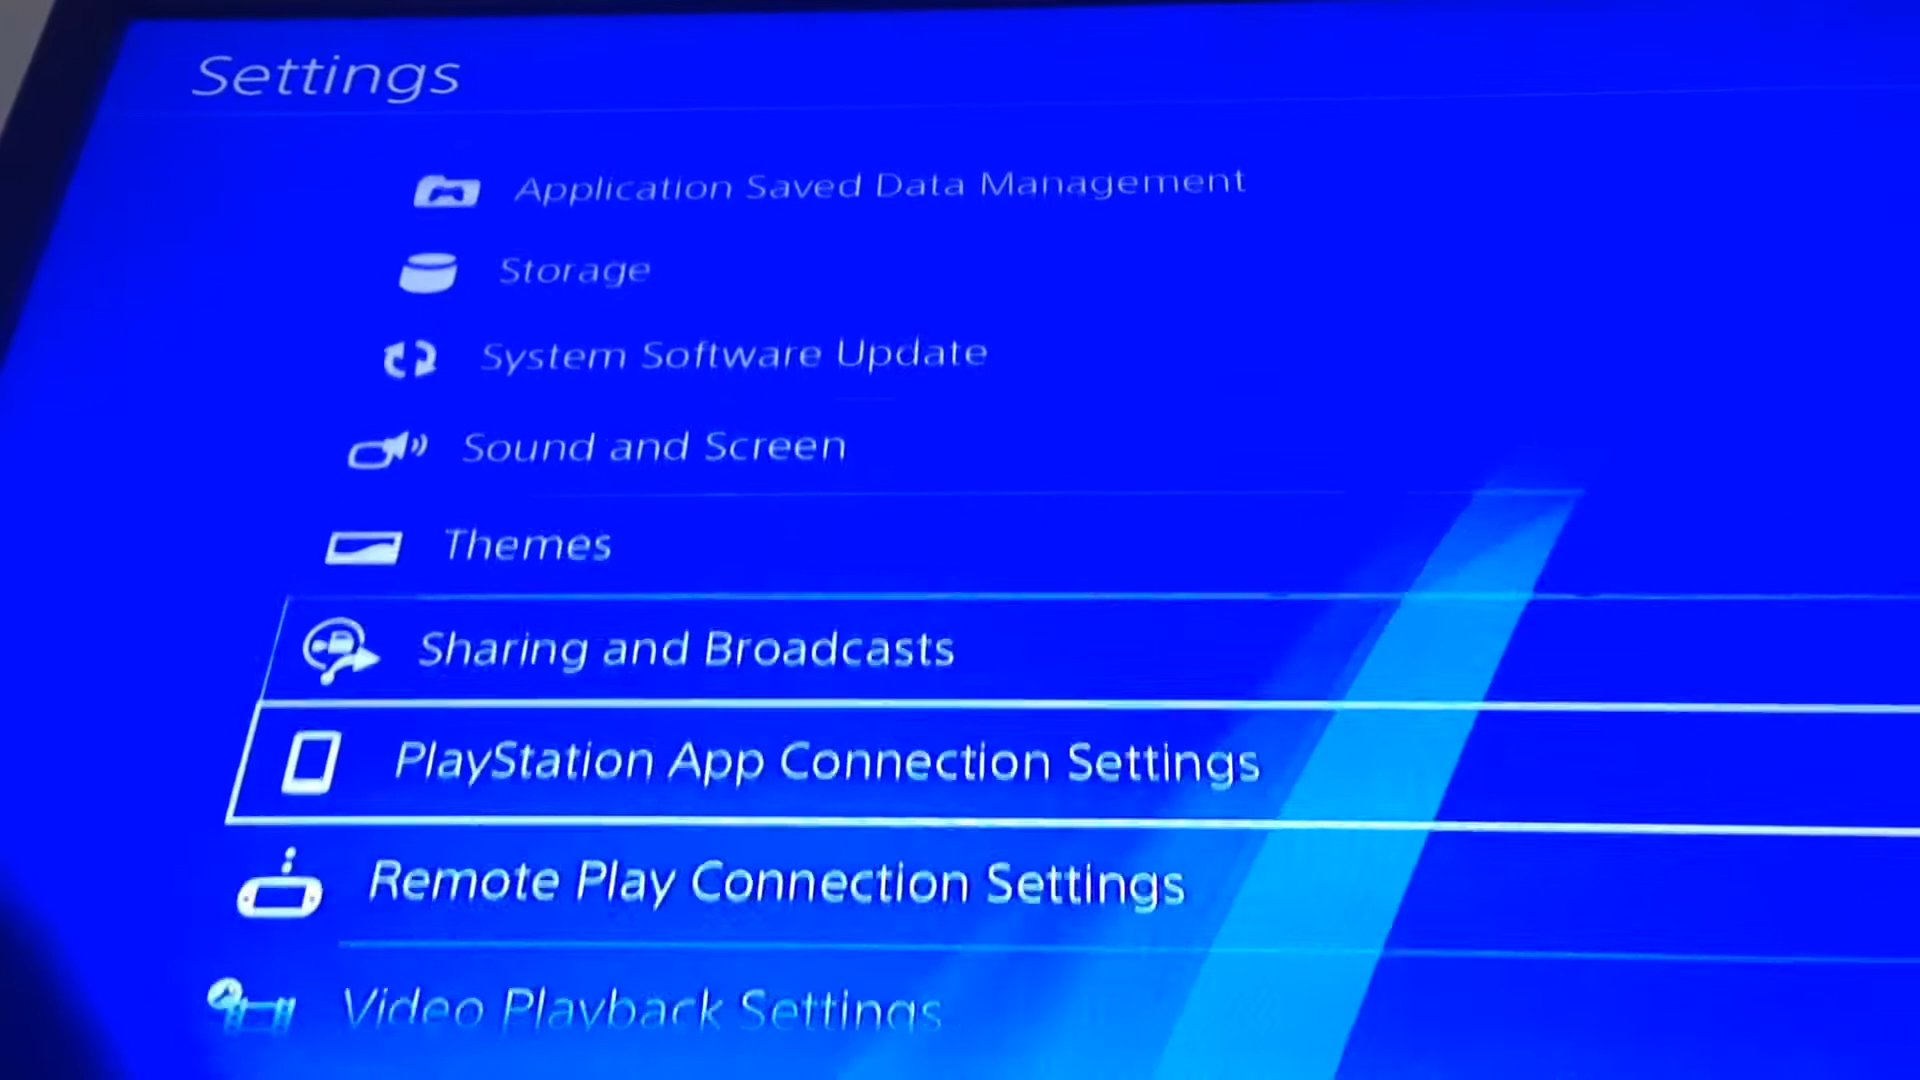 Settings
Application Saved Data Management
Storage
System Software Update
Sound and Screen
Themes
Sharing and Broadcasts
PlayStation App Connection Settings
Remote Play Connection Settings
Video Playback Settings